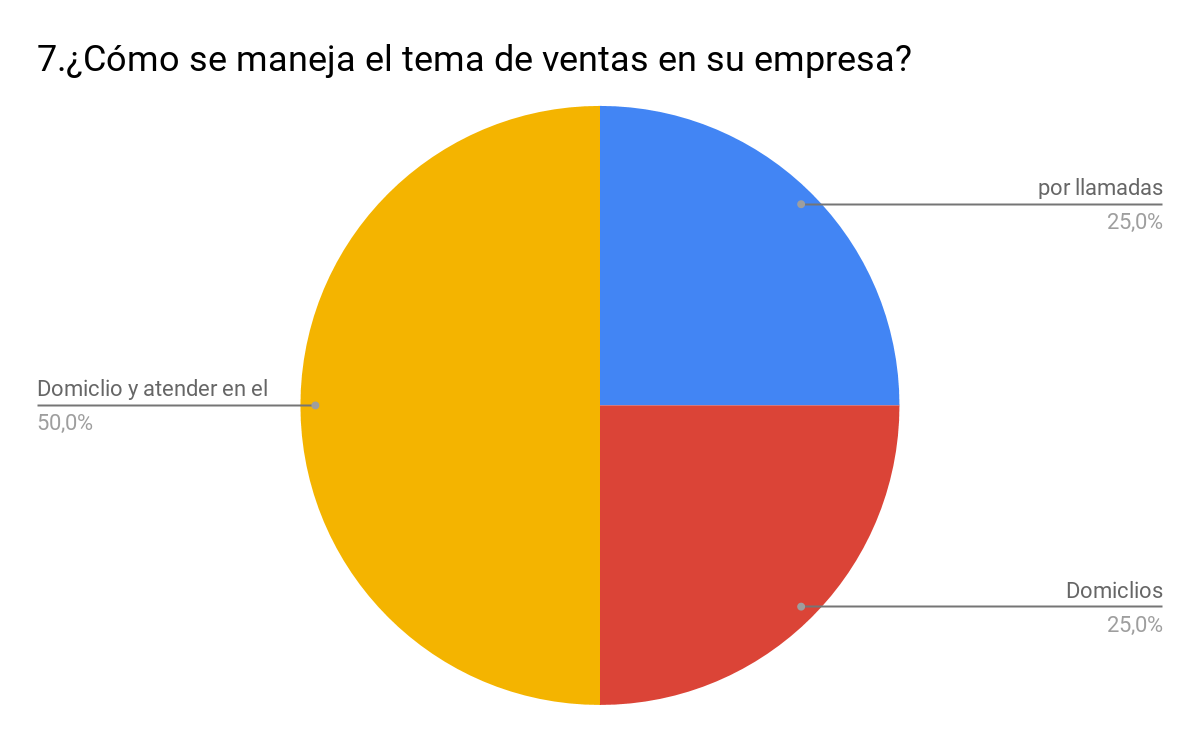 7.¿Cómo se maneja el tema de ventas en su empresa?
por llamadas
25,0%
Domiclio y atender en el
50,0%
Domiclios
25,0%